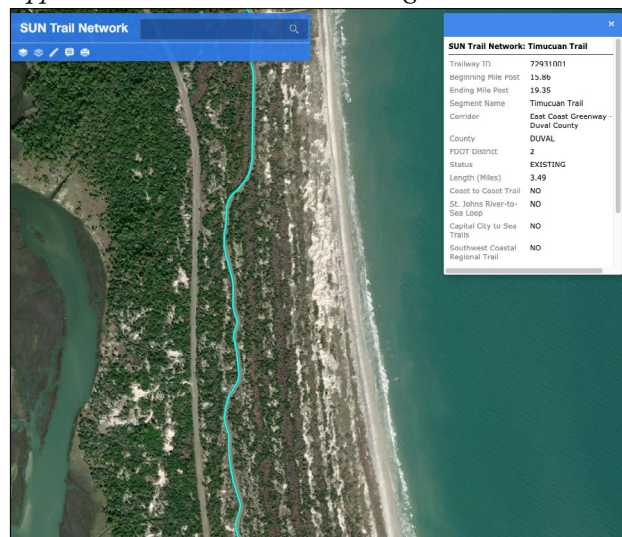 SUN Trail Network
SUN Trail Network: Timucuan Trail
Trailway ID 72931001
Beginning Mile Post 15.86
Ending Mile Post 19.35
Segment Name Timucuan Trail
Corridor East Coast Greenway -
Duval County
County DUVAL
FDOT District 2
Status EXISTING
Length (Miles) 3.49
Coast to Coast Trail NO
St. Johns River-to- NO
Sea Loop
Capital City to Sea NO
Trails
Southwest Coastal NO
Regional Trail